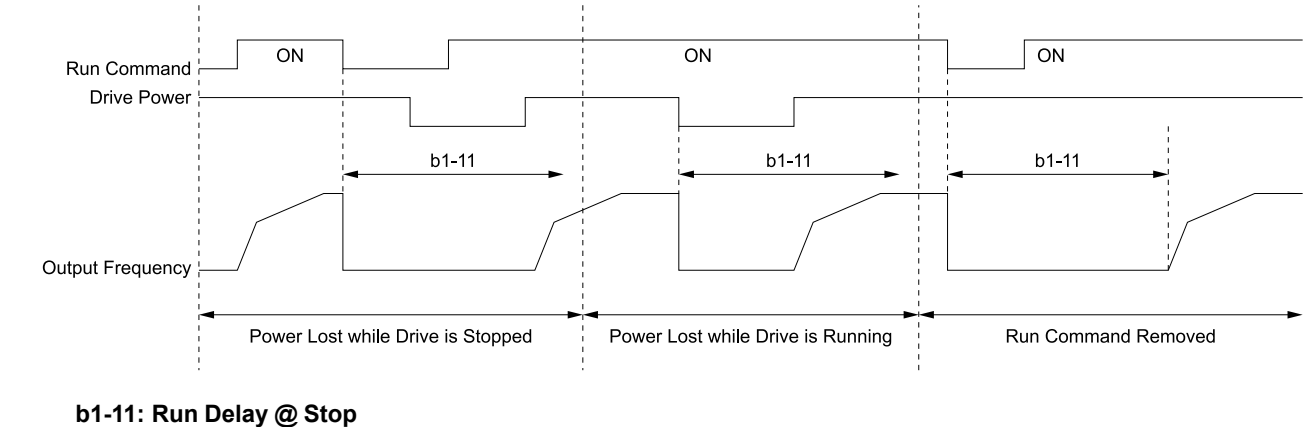 ON
ON
ON
Run Command
Drive Power
b1-11
b1-11
b1-11
Output Frequency
Power Lost while Drive is Stopped
Power Lost while Drive is Running
Run Command Removed
b1-11: Run Delay @ Stop